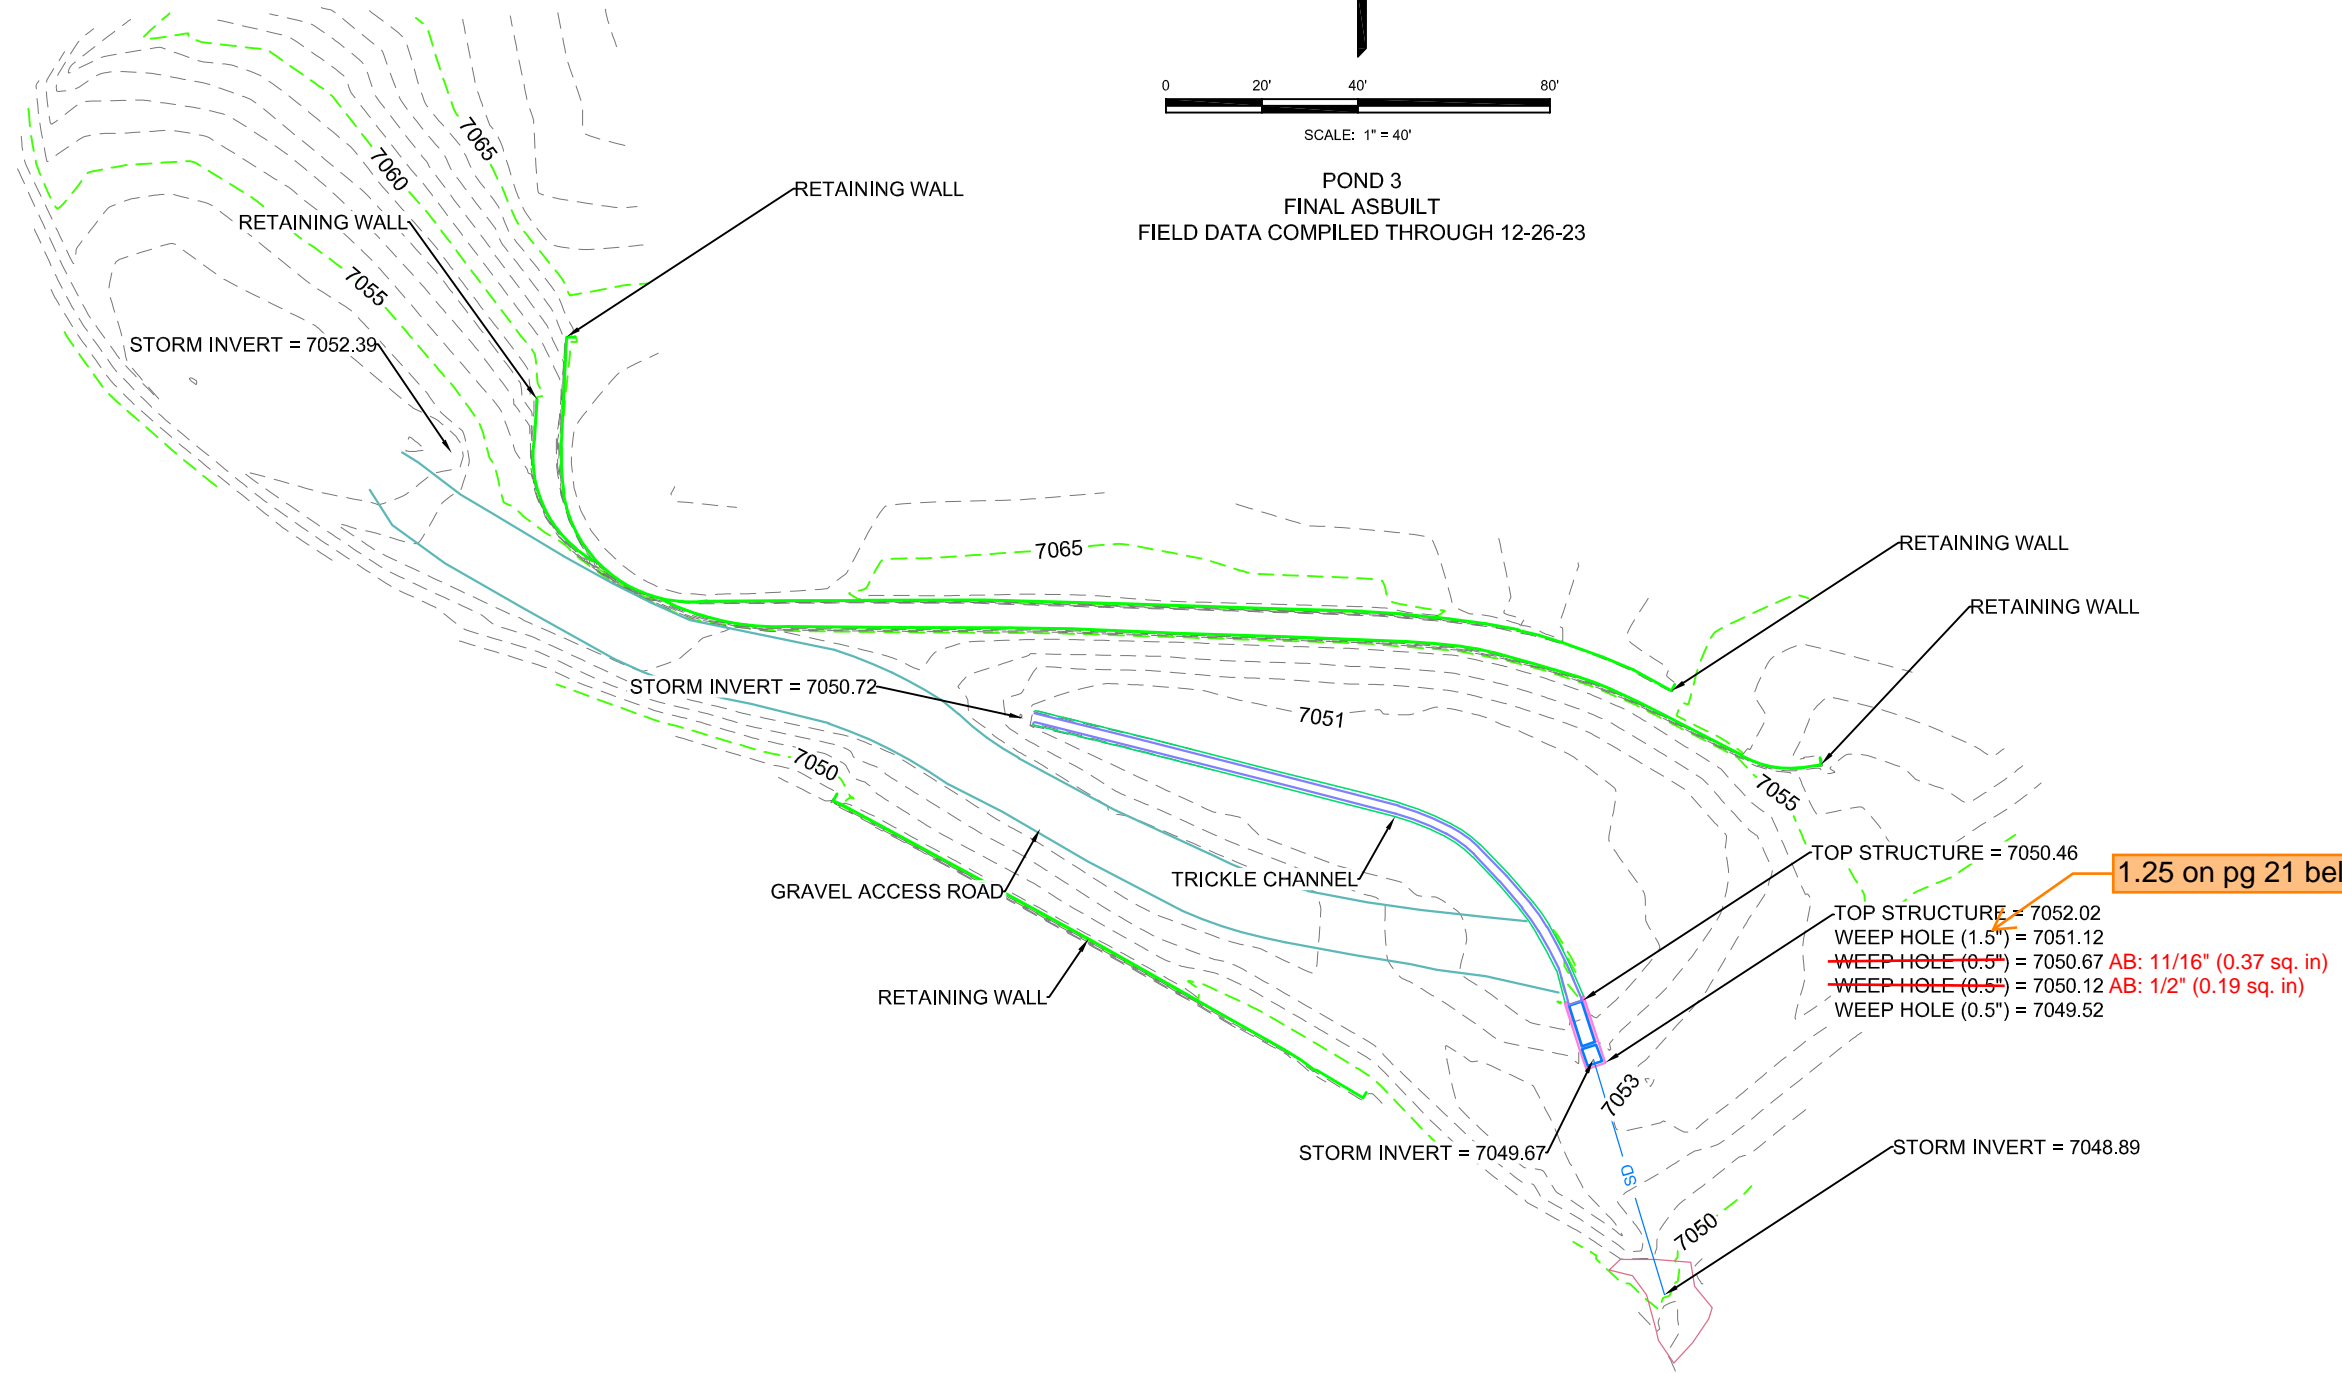 0 20' 40' 80'
SCALE: 1" = 40'
POND 3
FINAL ASBUILT
FIELD DATA COMPILED THROUGH 12-26-23
7065
7060
RETAINING WALL
RETAINING WALL
7055
STORM INVERT = 7052.39
RETAINING WALL
7065
RETAINING WALL
STORM INVERT = 7050.72
7051
7050
7055
TOP STRUCTURE = 7050.46
1.25 on pg 21 bel
GRAVEL ACCESS ROAD
TRICKLE CHANNEL
TOP STRUCTURE = 7052.02
WEEP HOLE (1.5") = 7051.12
WEEP HOLE (0.5") = 7050.67 AB: 11/16" (0.37 sq. in)
WEEP HOLE (0.5") = 7050.12 AB: 1/2" (0.19 sq. in)
WEEP HOLE (0.5") = 7049.52
RETAINING WALL
7053
STORM INVERT = 7049.67
STORM INVERT = 7048.89
SD
7050